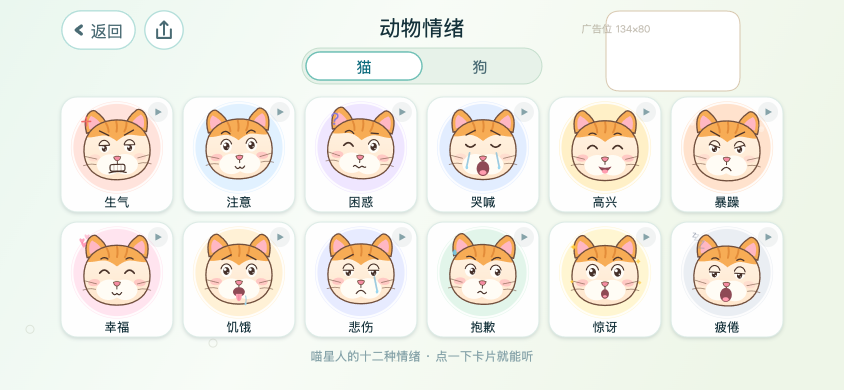 返回
动物情绪
广告位 134×80
猫
狗
生气
注意
困惑
哭喊
高兴
暴躁
幸福
饥饿
悲伤
抱歉
惊讶
疲倦
喵星人的十二种情绪 · 点一下卡片就能听